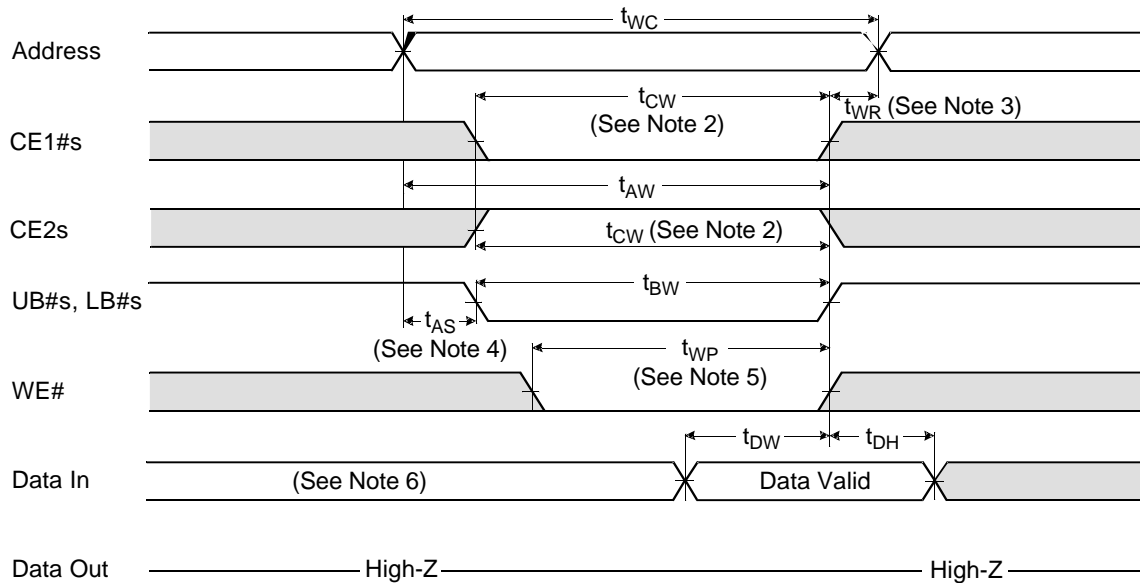 tWC
Address
tCW
(See Note 2)
tWR (See Note 3)
CE1#s
tAW
CE2s
tCW (See Note 2)
tBW
UB#s, LB#s
tAS
(See Note 4)
tWP
(See Note 5)
WE#
tDW
tDH
Data In
(See Note 6)
Data Valid
Data Out
High-Z
High-Z